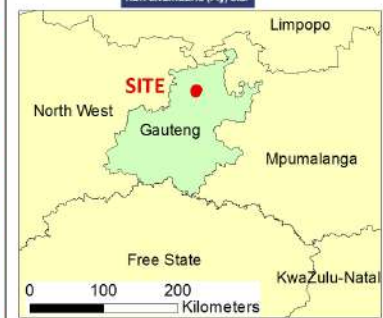 Limpopo
SITE
North West
Gauteng
Mpumalanga
Free State
KwaZulu-Natal
0 100 200
Kilometers